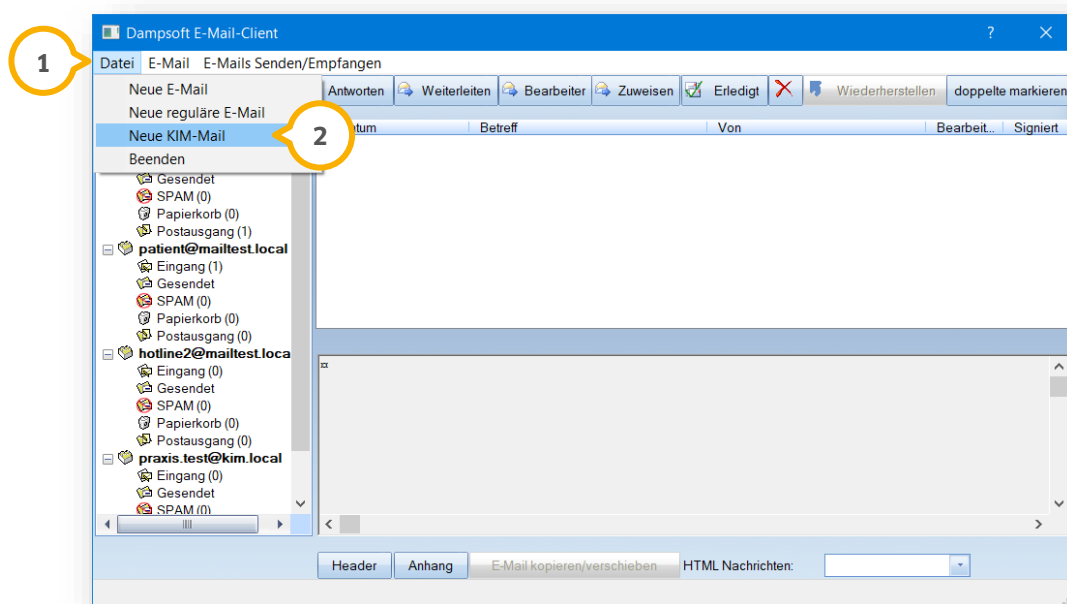 Dampsoft E-Mail-Client ?
1
Datei E-Mail E-Mails Senden/Empfangen
Neue E-Mail
Neue reguläre E-Mail
Neue KIM-Mail
Beenden
2
Antworten Weiterleiten Bearbeiter Zuweisen Erledigt Wiederherstellen doppelte markieren
tum Betreff Von Bearbeit... Signiert
Gesendet
SPAM (0)
Papierkorb (0)
Postausgang (1)
patient@mailtest.local
Eingang (1)
Gesendet
SPAM (0)
Papierkorb (0)
Postausgang (0)
hotline2@mailtest.loca
Eingang (0)
Gesendet
SPAM (0)
Papierkorb (0)
Postausgang (0)
praxis.test@kim.local
Eingang (0)
Gesendet
SPAM (0)
¤
Header Anhang E-Mail kopieren/verschieben HTML Nachrichten: